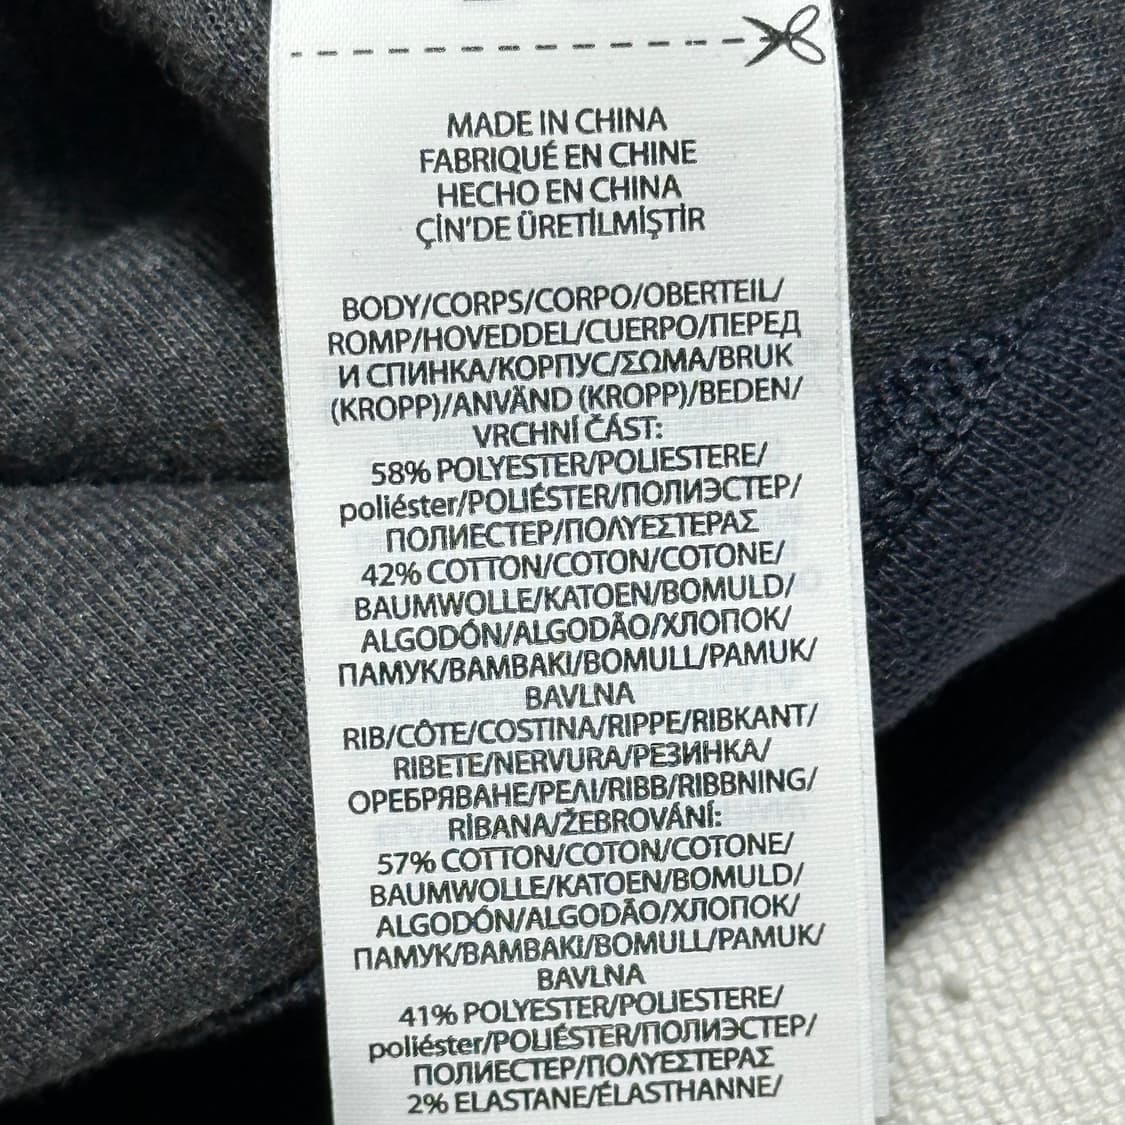 MADE IN CHINA
FABRIQUÉ EN CHINE
HECHO EN CHINA
ÇİN'DE ÜRETİLMİŞTİR
BODY/CORPS/CORPO/OBERTEIL/
ROMP/HOVEDDEL/CUERPO/ПЕРЕД
И СПИНКА/КОРПУС/ΣΩΜΑ/BRUK
(KROPP)/ANVÄND (KROPP)/BEDEN/
VRCHNÍ ČÁST:
58% POLYESTER/POLIESTERE/
poliéster/POLIÉSTER/ПОЛИЭСТЕР/
ПОЛИЕСТЕР/ΠΟΛΥΕΣΤΕΡΑΣ
42% COTTON/COTON/COTONE/
BAUMWOLLE/KATOEN/BOMULD/
ALGODÓN/ALGODÃO/ХЛОПОК/
ПАМУК/ΒΑΜΒΑΚΙ/BOMULL/PAMUK/
BAVLNA
RIB/CÔTE/COSTINA/RIPPE/RIBKANT/
RIBETE/NERVURA/РЕЗИНКА/
ОРЕБРЯВАНЕ/ΡΕΛΙ/RIBB/RIBBNING/
RİBANA/ŽEBROVÁNÍ:
57% COTTON/COTON/COTONE/
BAUMWOLLE/KATOEN/BOMULD/
ALGODÓN/ALGODÃO/ХЛОПОК/
ПАМУК/ΒΑΜΒΑΚΙ/BOMULL/PAMUK/
BAVLNA
41% POLYESTER/POLIESTERE/
poliéster/POLIÉSTER/ПОЛИЭСТЕР/
ПОЛИЕСТЕР/ΠΟΛΥΕΣΤΕΡΑΣ
2% ELASTANE/ÉLASTHANNE/